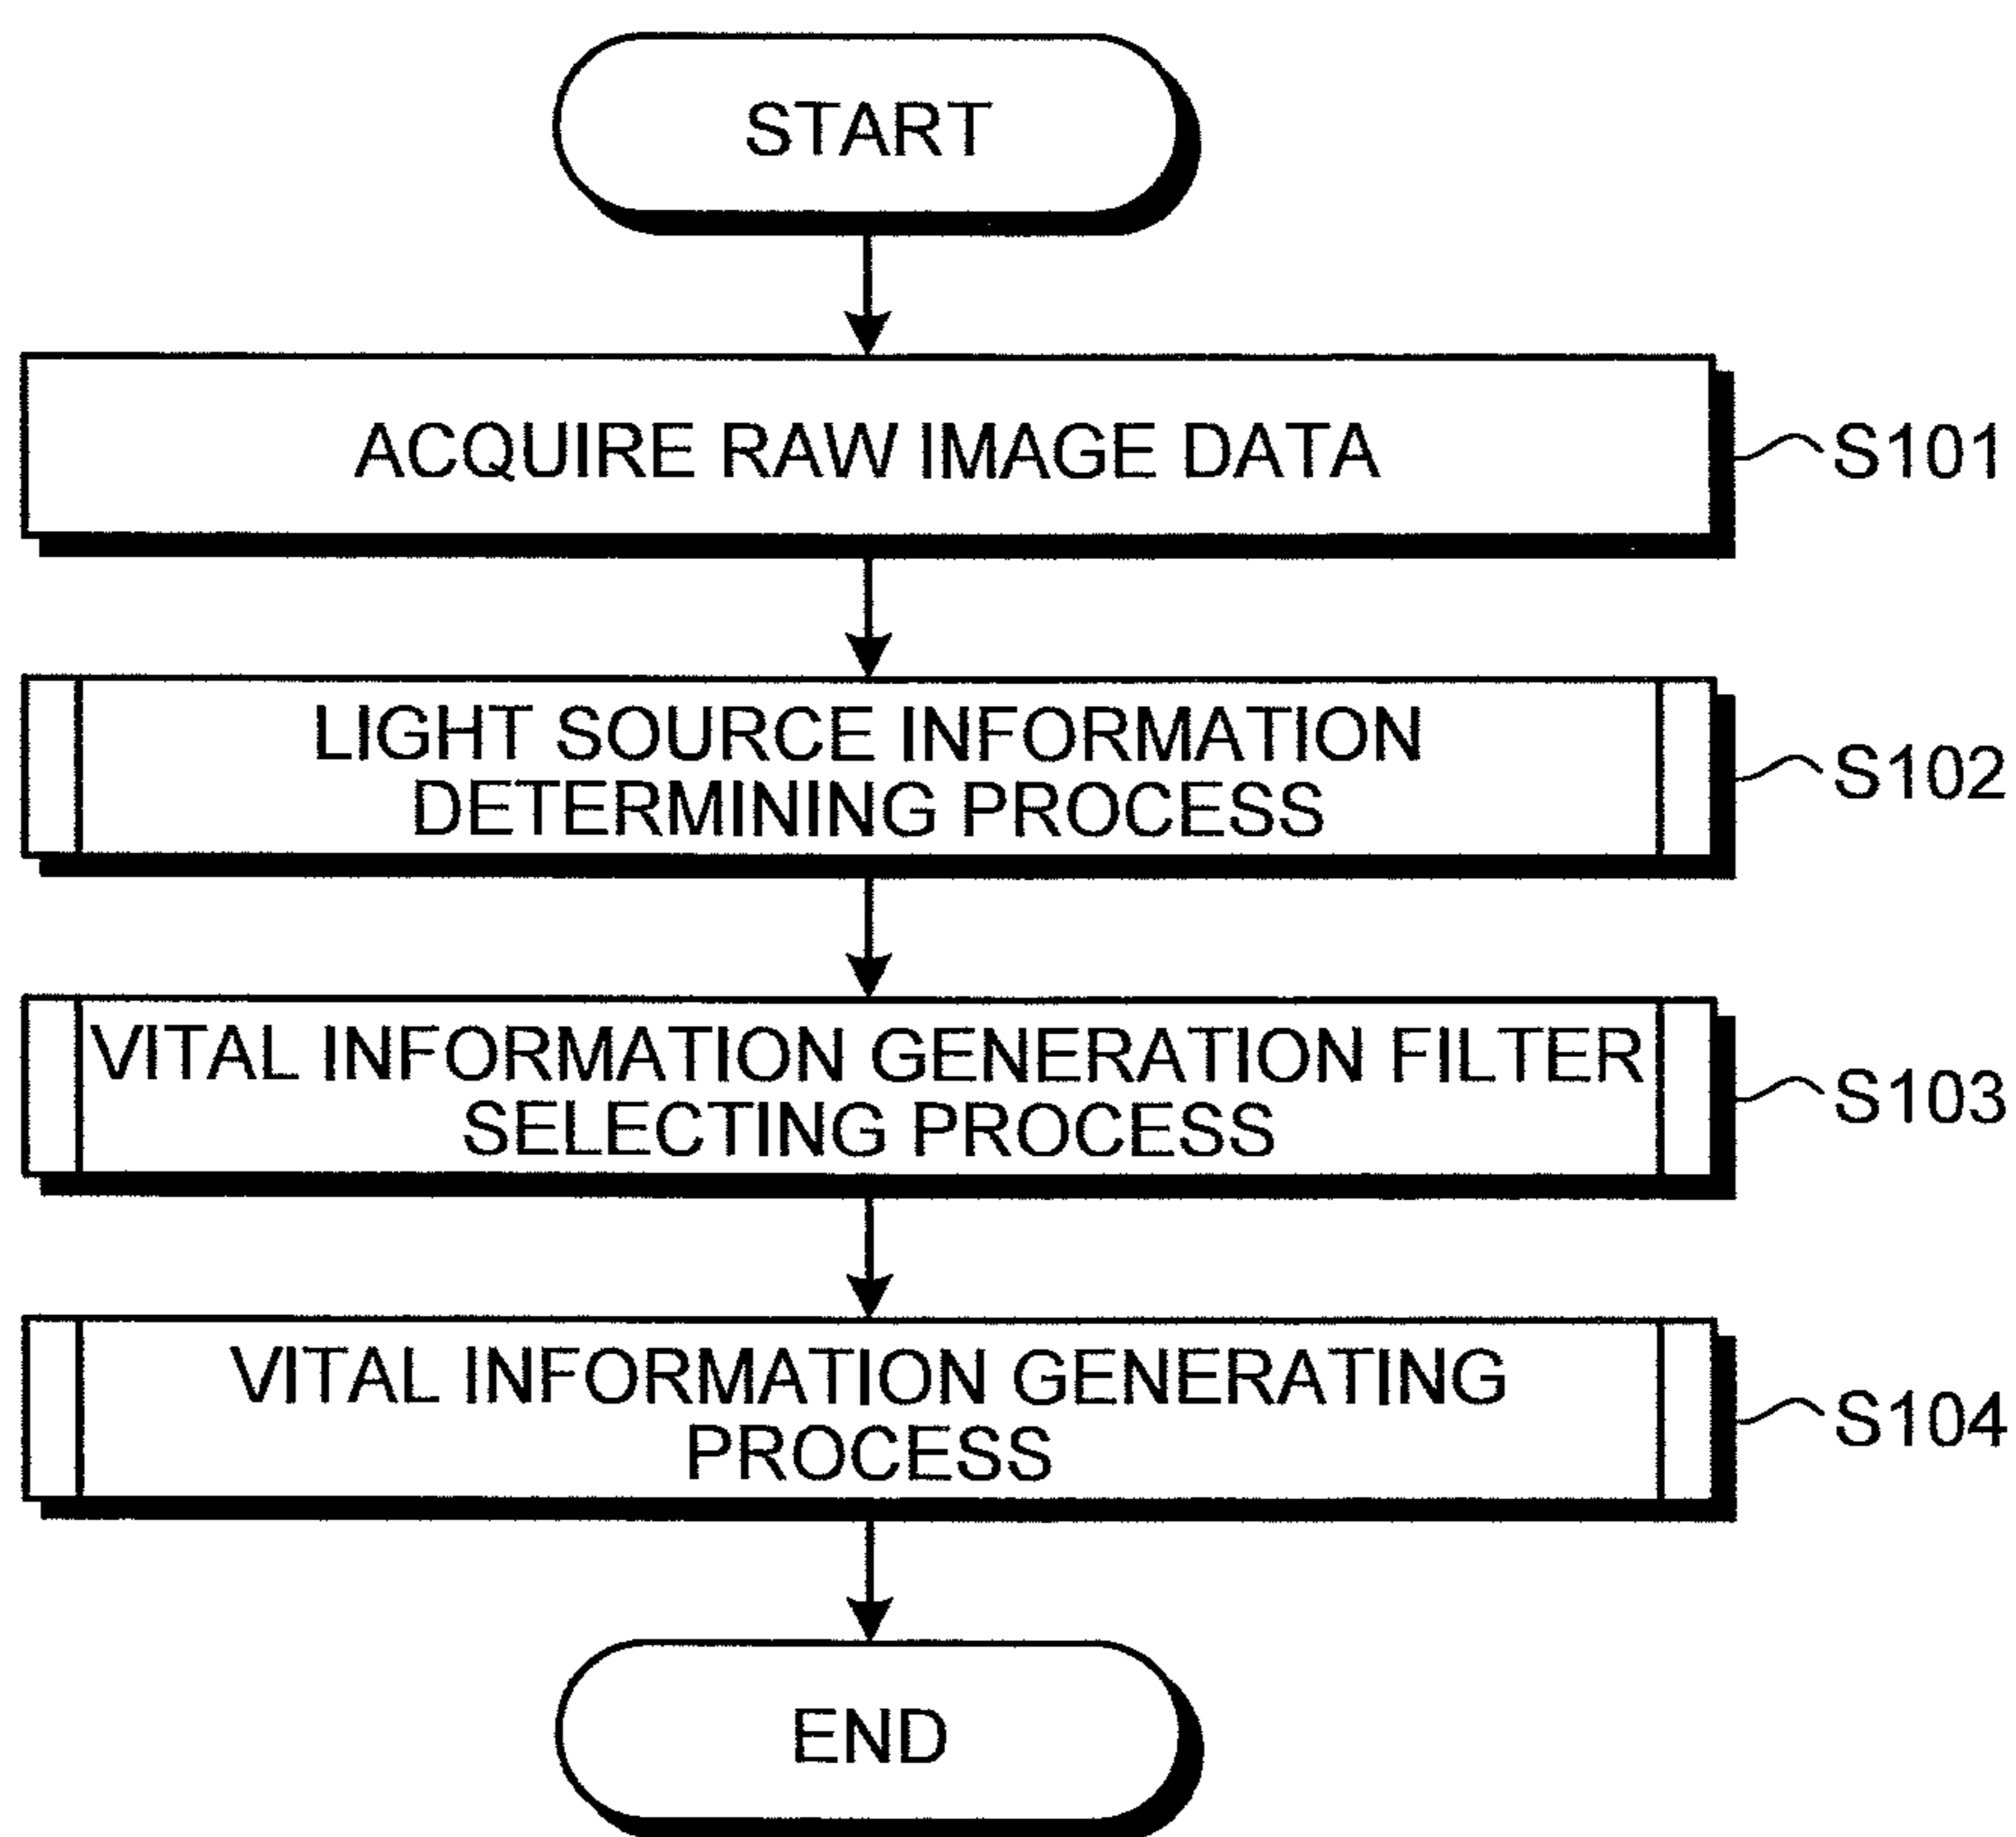 START
ACQUIRE RAW IMAGE DATA
S101
LIGHT SOURCE INFORMATION
DETERMINING PROCESS
S102
VITAL INFORMATION GENERATION FILTER
SELECTING PROCESS
S103
VITAL INFORMATION GENERATING
PROCESS
S104
END